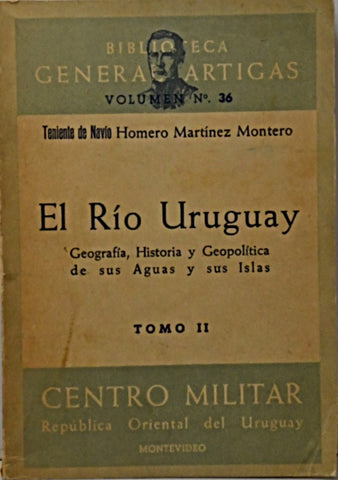 BIBLIOTECA
GENERAL ARTIGAS
VOLUMEN Nº. 36
Teniente de Navío Homero Martínez Montero
El Río Uruguay
Geografía, Historia y Geopolítica
de sus Aguas y sus Islas
TOMO II
CENTRO MILITAR
República Oriental del Uruguay
MONTEVIDEO